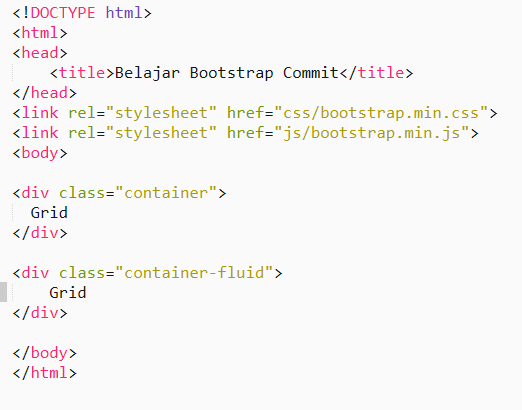 <!DOCTYPE html>
<html>
<head>
    <title>Belajar Bootstrap Commit</title>
</head>
<link rel="stylesheet" href="css/bootstrap.min.css">
<link rel="stylesheet" href="js/bootstrap.min.js">
<body>

<div class="container">
  Grid
</div>

<div class="container-fluid">
    Grid
</div>

</body>
</html>